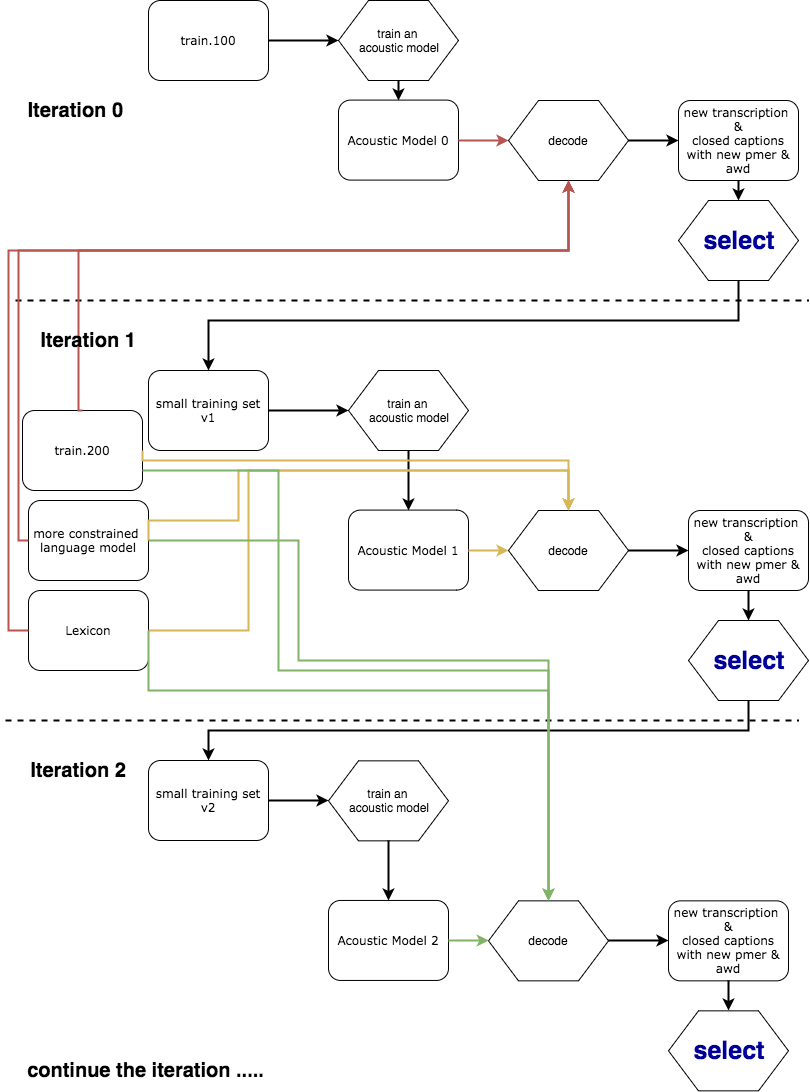 train.100
train an
acoustic model
Iteration 0
Acoustic Model 0
decode
new transcription
&
closed captions
with new pmer &
awd
select
Iteration 1
small training set
v1
train an
acoustic model
train.200
more constrained
language model
Lexicon
Acoustic Model 1
decode
new transcription
&
closed captions
with new pmer &
awd
select
Iteration 2
small training set
v2
train an
acoustic model
Acoustic Model 2
decode
new transcription
&
closed captions
with new pmer &
awd
select
continue the iteration .....